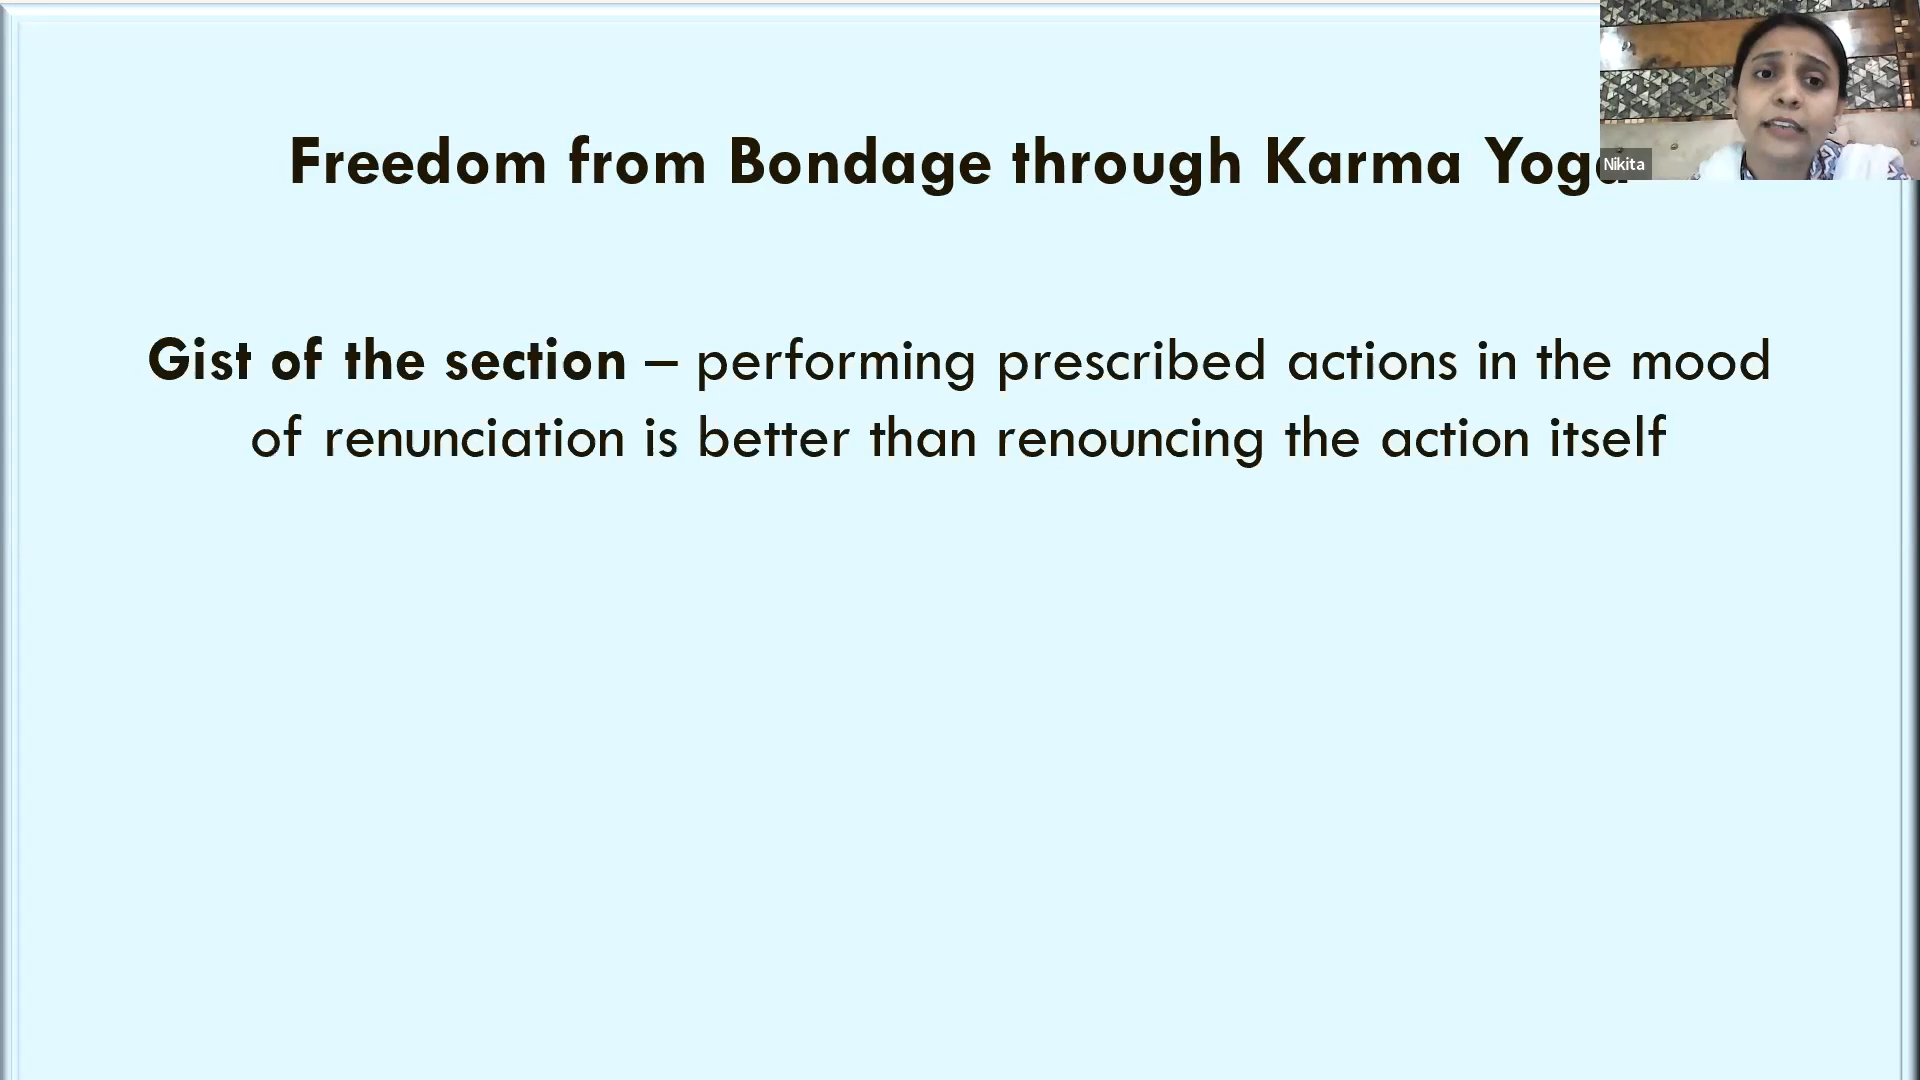 Freedom from Bondage through Karma Yoga
Nikita
Gist of the section – performing prescribed actions in the mood
of renunciation is better than renouncing the action itself